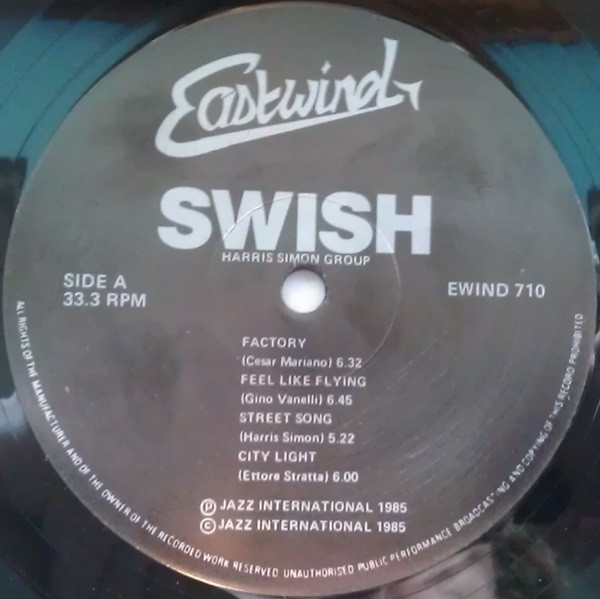 Eastwind
SWISH
HARRIS SIMON GROUP
SIDE A
33.3 RPM
EWIND 710
FACTORY
(Cesar Mariano) 6.32
FEEL LIKE FLYING
(Gino Vanelli) 6.45
STREET SONG
(Harris Simon) 5.22
CITY LIGHT
(Ettore Stratta) 6.00
Ⓟ JAZZ INTERNATIONAL 1985
© JAZZ INTERNATIONAL 1985
ALL RIGHTS OF THE MANUFACTURER AND OF THE OWNER OF THE RECORDED WORK RESERVED UNAUTHORISED PUBLIC PERFORMANCE BROADCASTING AND COPYING OF THIS RECORD PROHIBITED